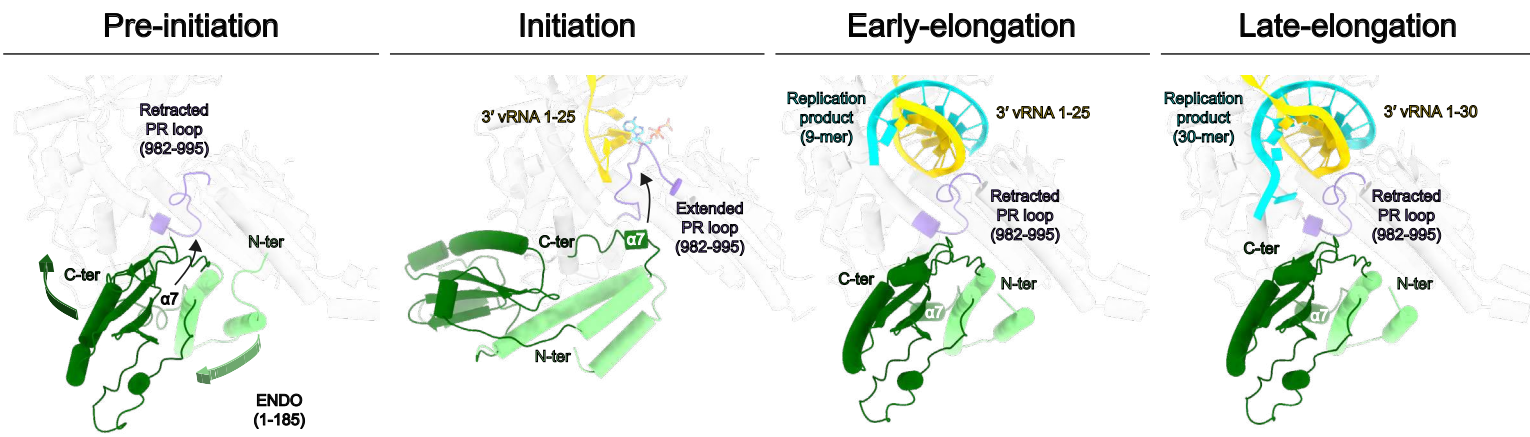 Pre-initiation
Retracted
PR loop
(982-995)
N-ter
C-ter
α7
ENDO
(1-185)
Initiation
3′ vRNA 1-25
Extended
PR loop
(982-995)
C-ter
α7
N-ter
Early-elongation
Replication
product
(9-mer)
3′ vRNA 1-25
Retracted
PR loop
(982-995)
C-ter
N-ter
α7
Late-elongation
Replication
product
(30-mer)
3′ vRNA 1-30
Retracted
PR loop
(982-995)
C-ter
N-ter
α7